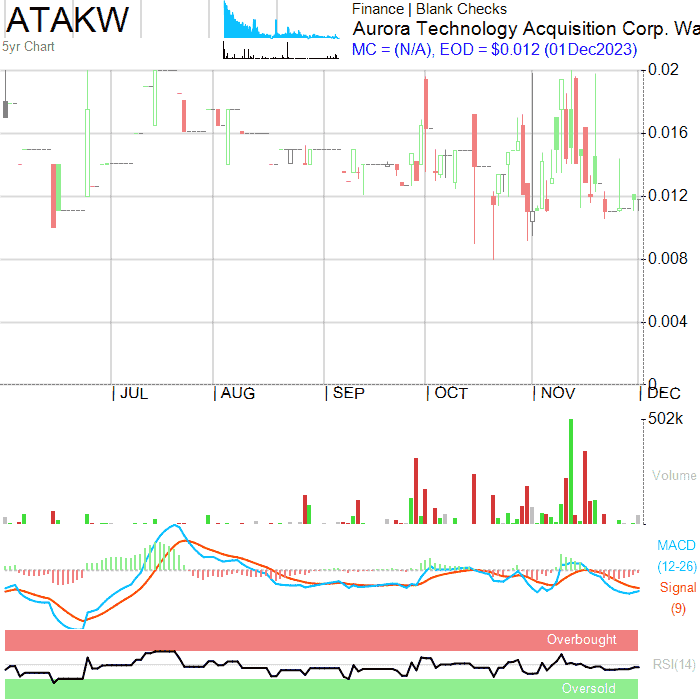 ATAKW
5yr Chart
Finance | Blank Checks
Aurora Technology Acquisition Corp. Wa
MC = (N/A), EOD = $0.012 (01Dec2023)
0.02
0.016
0.012
0.008
0.004
0
JUL AUG SEP OCT NOV DEC
502k
Volume
MACD
(12-26)
Signal
(9)
Overbought
RSI(14)
Oversold